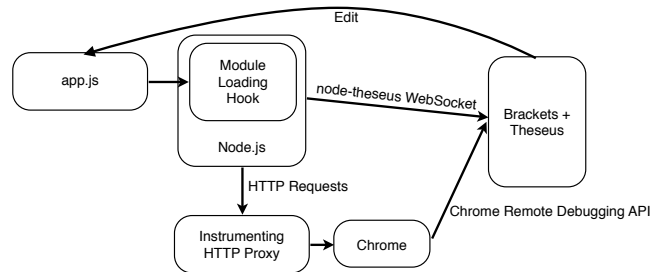 Edit
app.js
Module
Loading
Hook
Node.js
node-theseus WebSocket
Brackets +
Theseus
HTTP Requests
Chrome Remote Debugging API
Instrumenting
HTTP Proxy
Chrome